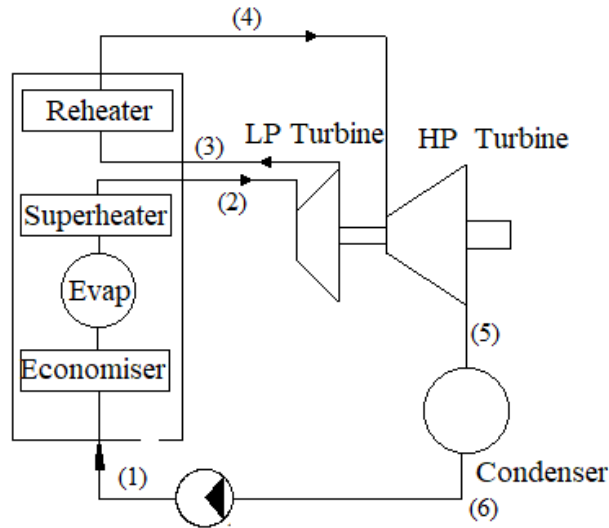 (4)
Reheater
LP Turbine
HP Turbine
(3)
Superheater
(2)
Evap
Economiser
(5)
(1)
Condenser
(6)